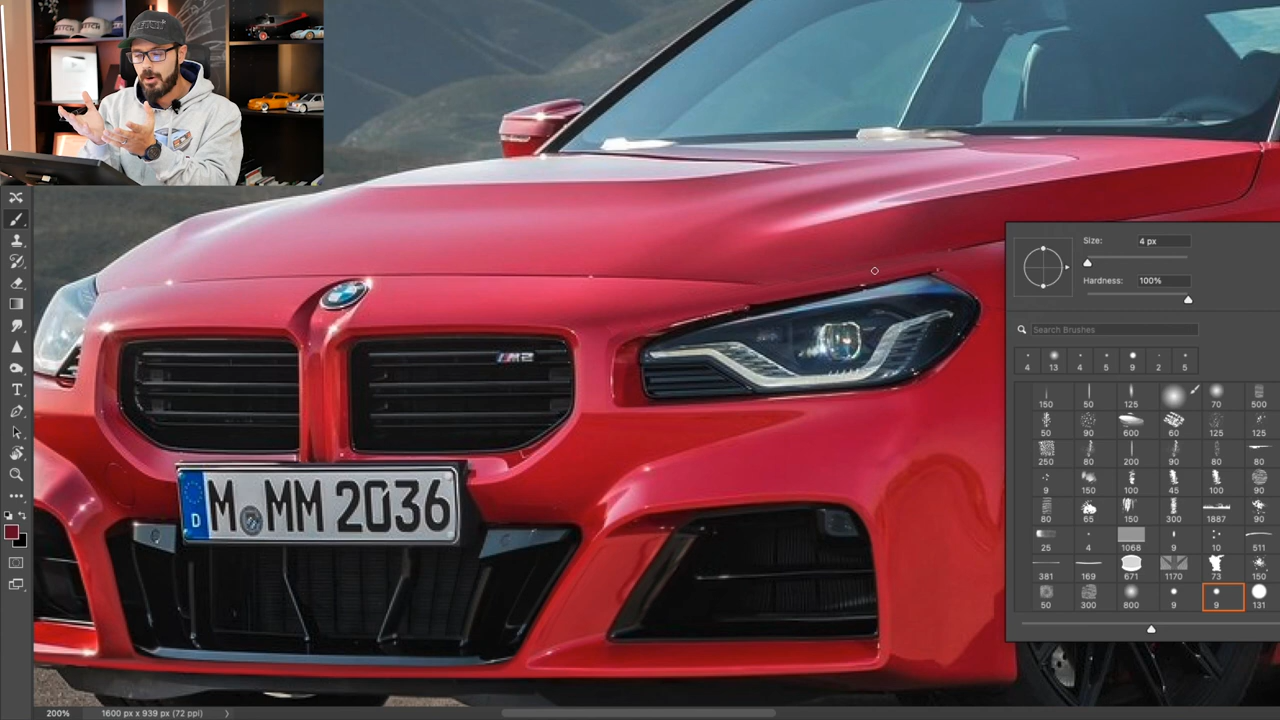 Size:
4 px
Hardness:
100%
Search Brushes
4 13 4 5 9 2 5
150 50 125 70 500
50 90 600 60 125 125
250 80 200 90 80 80
9 150 100 45 100 90
80 65 150 300 1887 90
25 4 1068 9 10 511
381 169 671 1170 73 150
50 300 800 9 9 131
M2
D M MM 2036
200% 1600 px x 939 px (72 ppi)